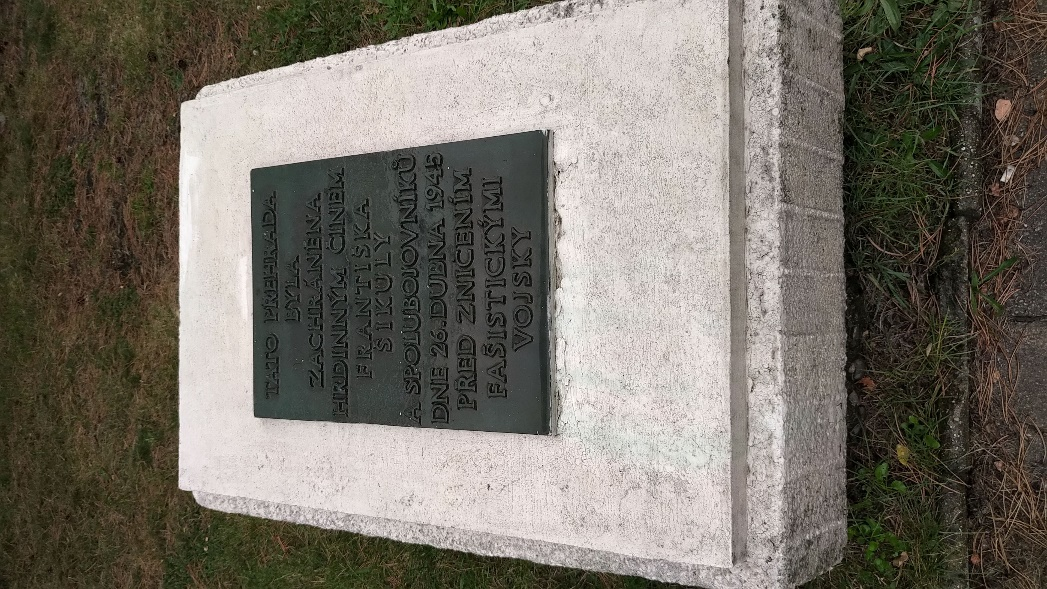 TATO PŘEHRADA
BYLA
ZACHRÁNĚNA
HRDINNÝM ČINEM
FRANTIŠKA
ŠIKULY
A SPOLUBOJOVNÍKŮ
DNE 26.DUBNA 1945
PŘED ZNIČENÍM
FAŠISTICKÝMI
VOJSKY